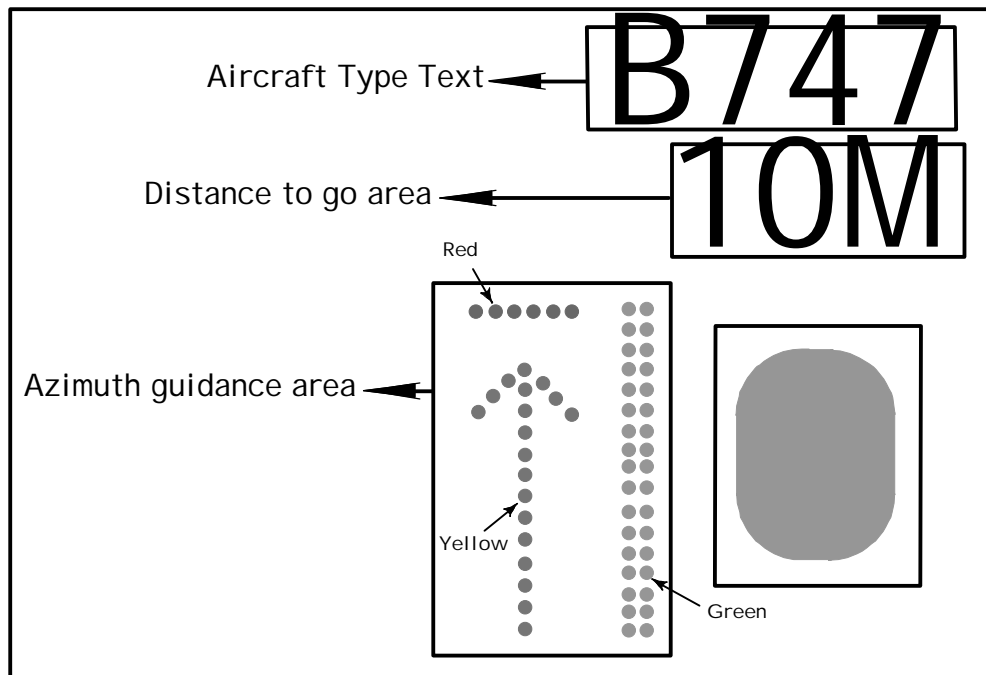 B747
Aircraft Type Text
10M
Distance to go area
Red
Azimuth guidance area
Yellow
Green